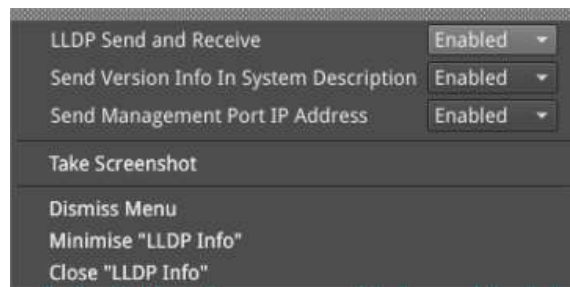 LLDP Send and Receive Enabled
Send Version Info In System Description Enabled
Send Management Port IP Address Enabled
Take Screenshot
Dismiss Menu
Minimise "LLDP Info"
Close "LLDP Info"